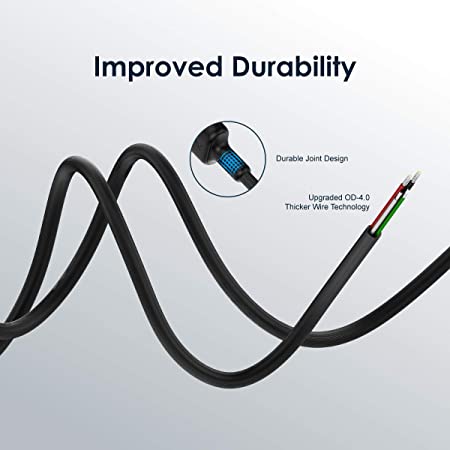 Improved Durability
Durable Joint Design
Upgraded OD-4.0
Thicker Wire Technology